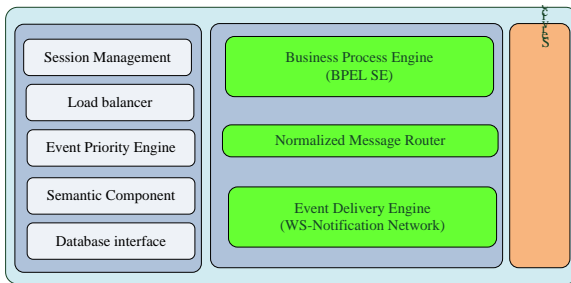 Session Management
Load balancer
Event Priority Engine
Semantic Component
Database interface
Business Process Engine
(BPEL SE)
Normalized Message Router
Event Delivery Engine
(WS-Notification Network)